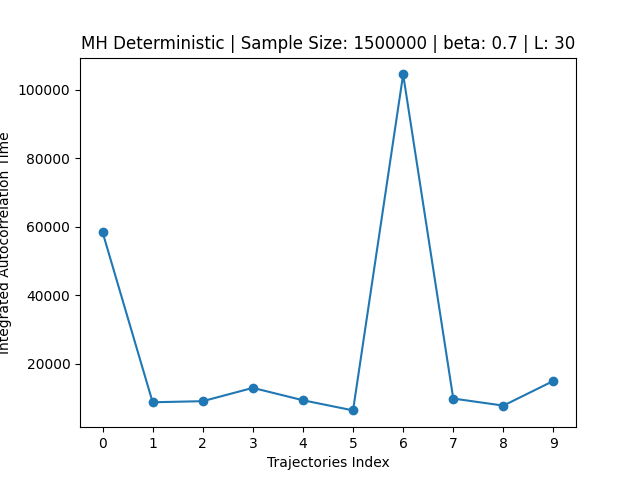 MH Deterministic | Sample Size: 1500000 | beta: 0.7 | L: 30
Integrated Autocorrelation Time
100000
80000
60000
40000
20000
0 1 2 3 4 5 6 7 8 9
Trajectories Index